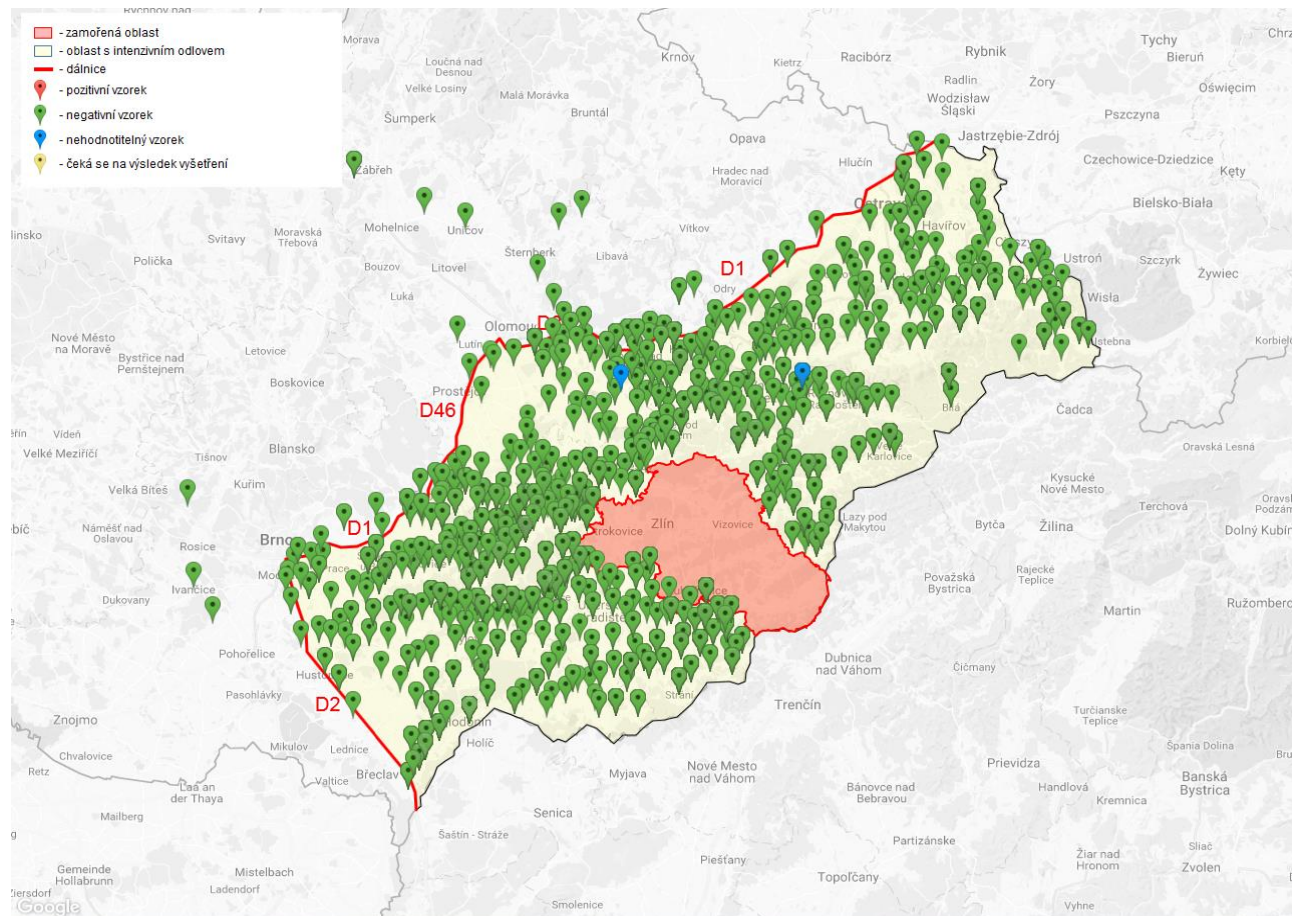 - zamořená oblast
- oblast s intenzivním odlovem
- dálnice
- pozitivní vzorek
- negativní vzorek
- nehodnotitelný vzorek
- čeká se na výsledek vyšetření
Morava
Krnov
Kietrz
Racibórz
Rybnik
Tychy
Bieruń
Loučná nad
Desnou
Velké Losiny
Malá Morávka
Radlin
Żory
Oświęcim
Wodzisław
Śląski
Šumperk
Bruntál
Pszczyna
Opava
Jastrzębie-Zdrój
Hlučín
Czechowice-Dziedzice
Kęty
Zábřeh
Hradec nad
Moravicí
Bielsko-Biała
Mohelnice
Uničov
Vítkov
Havířov
Svitavy
Moravská
Třebová
Šternberk
Libavá
Ustroń
Szczyrk
Żywiec
Polička
Bouzov
Litovel
D1
Odry
Luká
Wisła
Olomouc
Nové Město
na Moravě
Bystřice nad
Pernštejnem
Letovice
Boskovice
D46
Bílá
Čadca
Videň
Velké Meziříčí
Tišnov
Blansko
Oravská Lesná
Karlovice
Velká Bíteš
Kuřim
Kysucké
Nové Mesto
Terchová
Náměšť nad
Oslavou
Rosice
Brno
D1
Zlín
Vizovice
Lazy pod
Makytou
Bytča
Žilina
Dolný Kubín
Ivančice
Dukovany
Považská
Bystrica
Rajecké
Teplice
Martin
Pohořelice
Dubnica
nad Váhom
Čičmany
Pasohlávky
D2
Strání
Trenčín
Turčianske
Teplice
Znojmo
Mikulov
Lednice
Holíč
Chvalovice
Retz
Valtice
Břeclav
Myjava
Nové Mesto
nad Váhom
Prievidza
Špania Dolina
Banská
Bystrica
Laa an
der Thaya
Bánovce nad
Bebravou
Handlová
Kremnica
Mailberg
Senica
Šaštín - Stráže
Partizánske
Sliač
Žiar nad
Hronom
Zvolen
Gemeinde
Hollabrunn
Mistelbach
Ladendorf
Piešťany
Topoľčany
Smolenice
Vyhne
Google